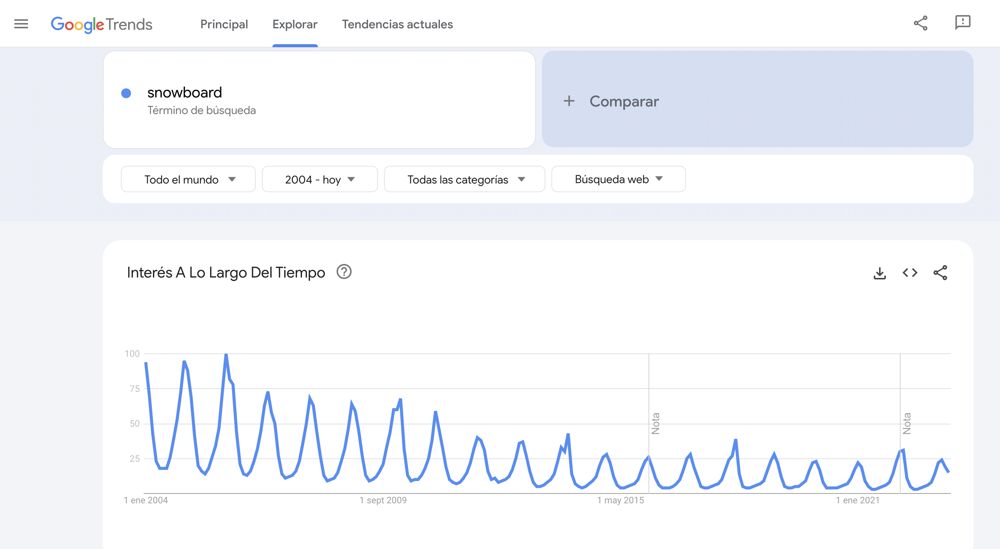 Google Trends
Principal
Explorar
Tendencias actuales
snowboard
Término de búsqueda
+ Comparar
Todo el mundo
2004 - hoy
Todas las categorías
Búsqueda web
Interés A Lo Largo Del Tiempo
100
75
50
25
Nota
Nota
1 ene 2004
1 sept 2009
1 may 2015
1 ene 2021